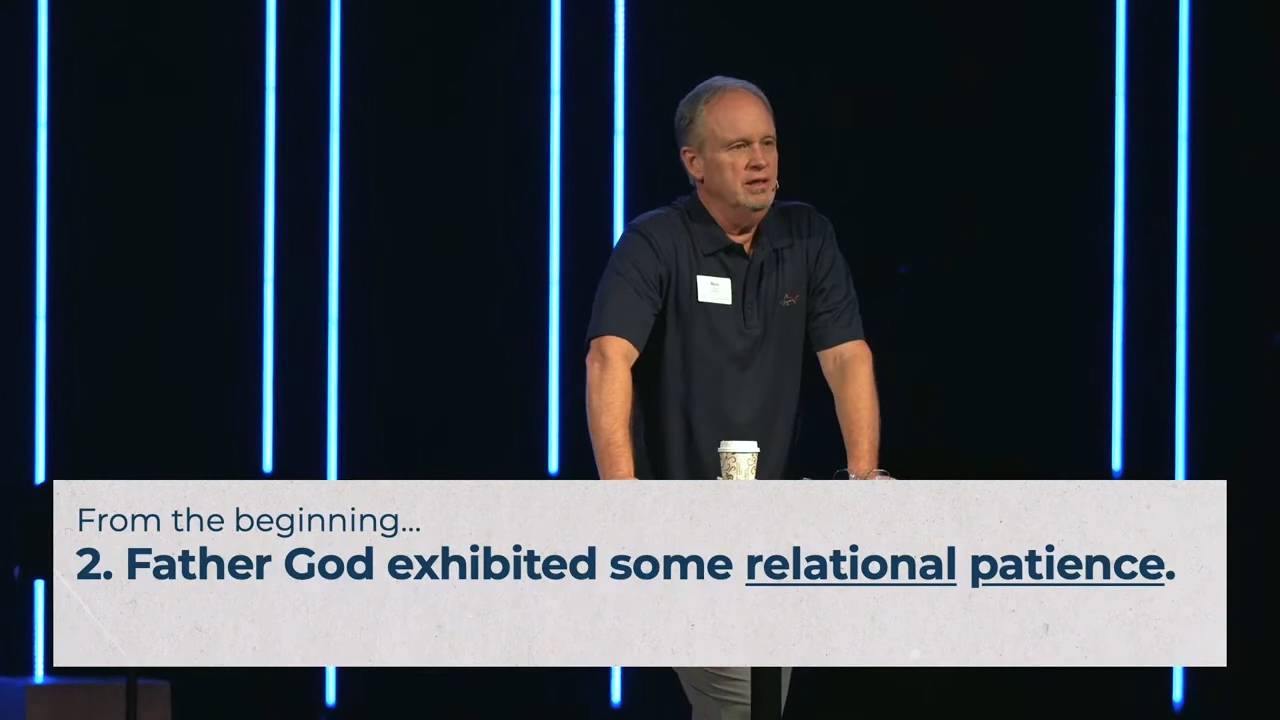 From the beginning...
2. Father God exhibited some relational patience.